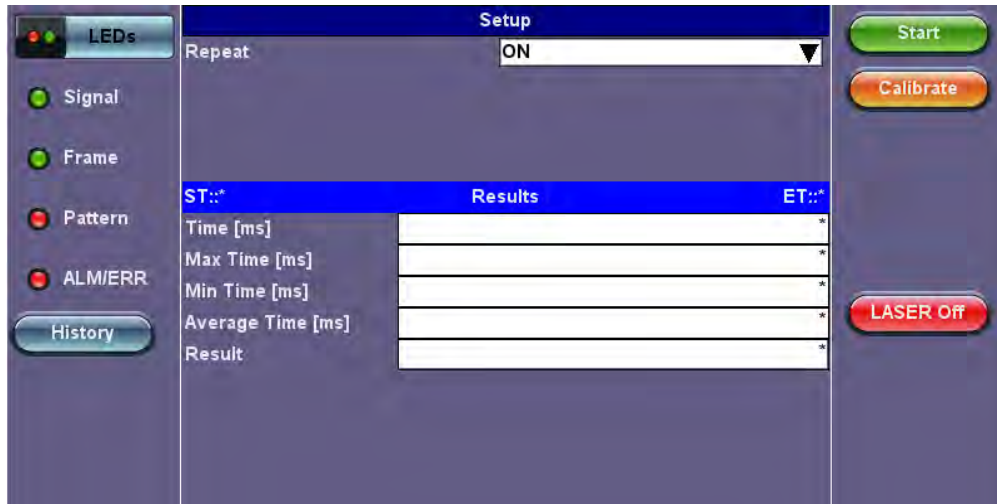 LEDs
Signal
Frame
Pattern
ALM/ERR
History
Setup
Repeat ON
ST::* Results ET::*
Time [ms] *
Max Time [ms] *
Min Time [ms] *
Average Time [ms] *
Result *
Start
Calibrate
LASER Off